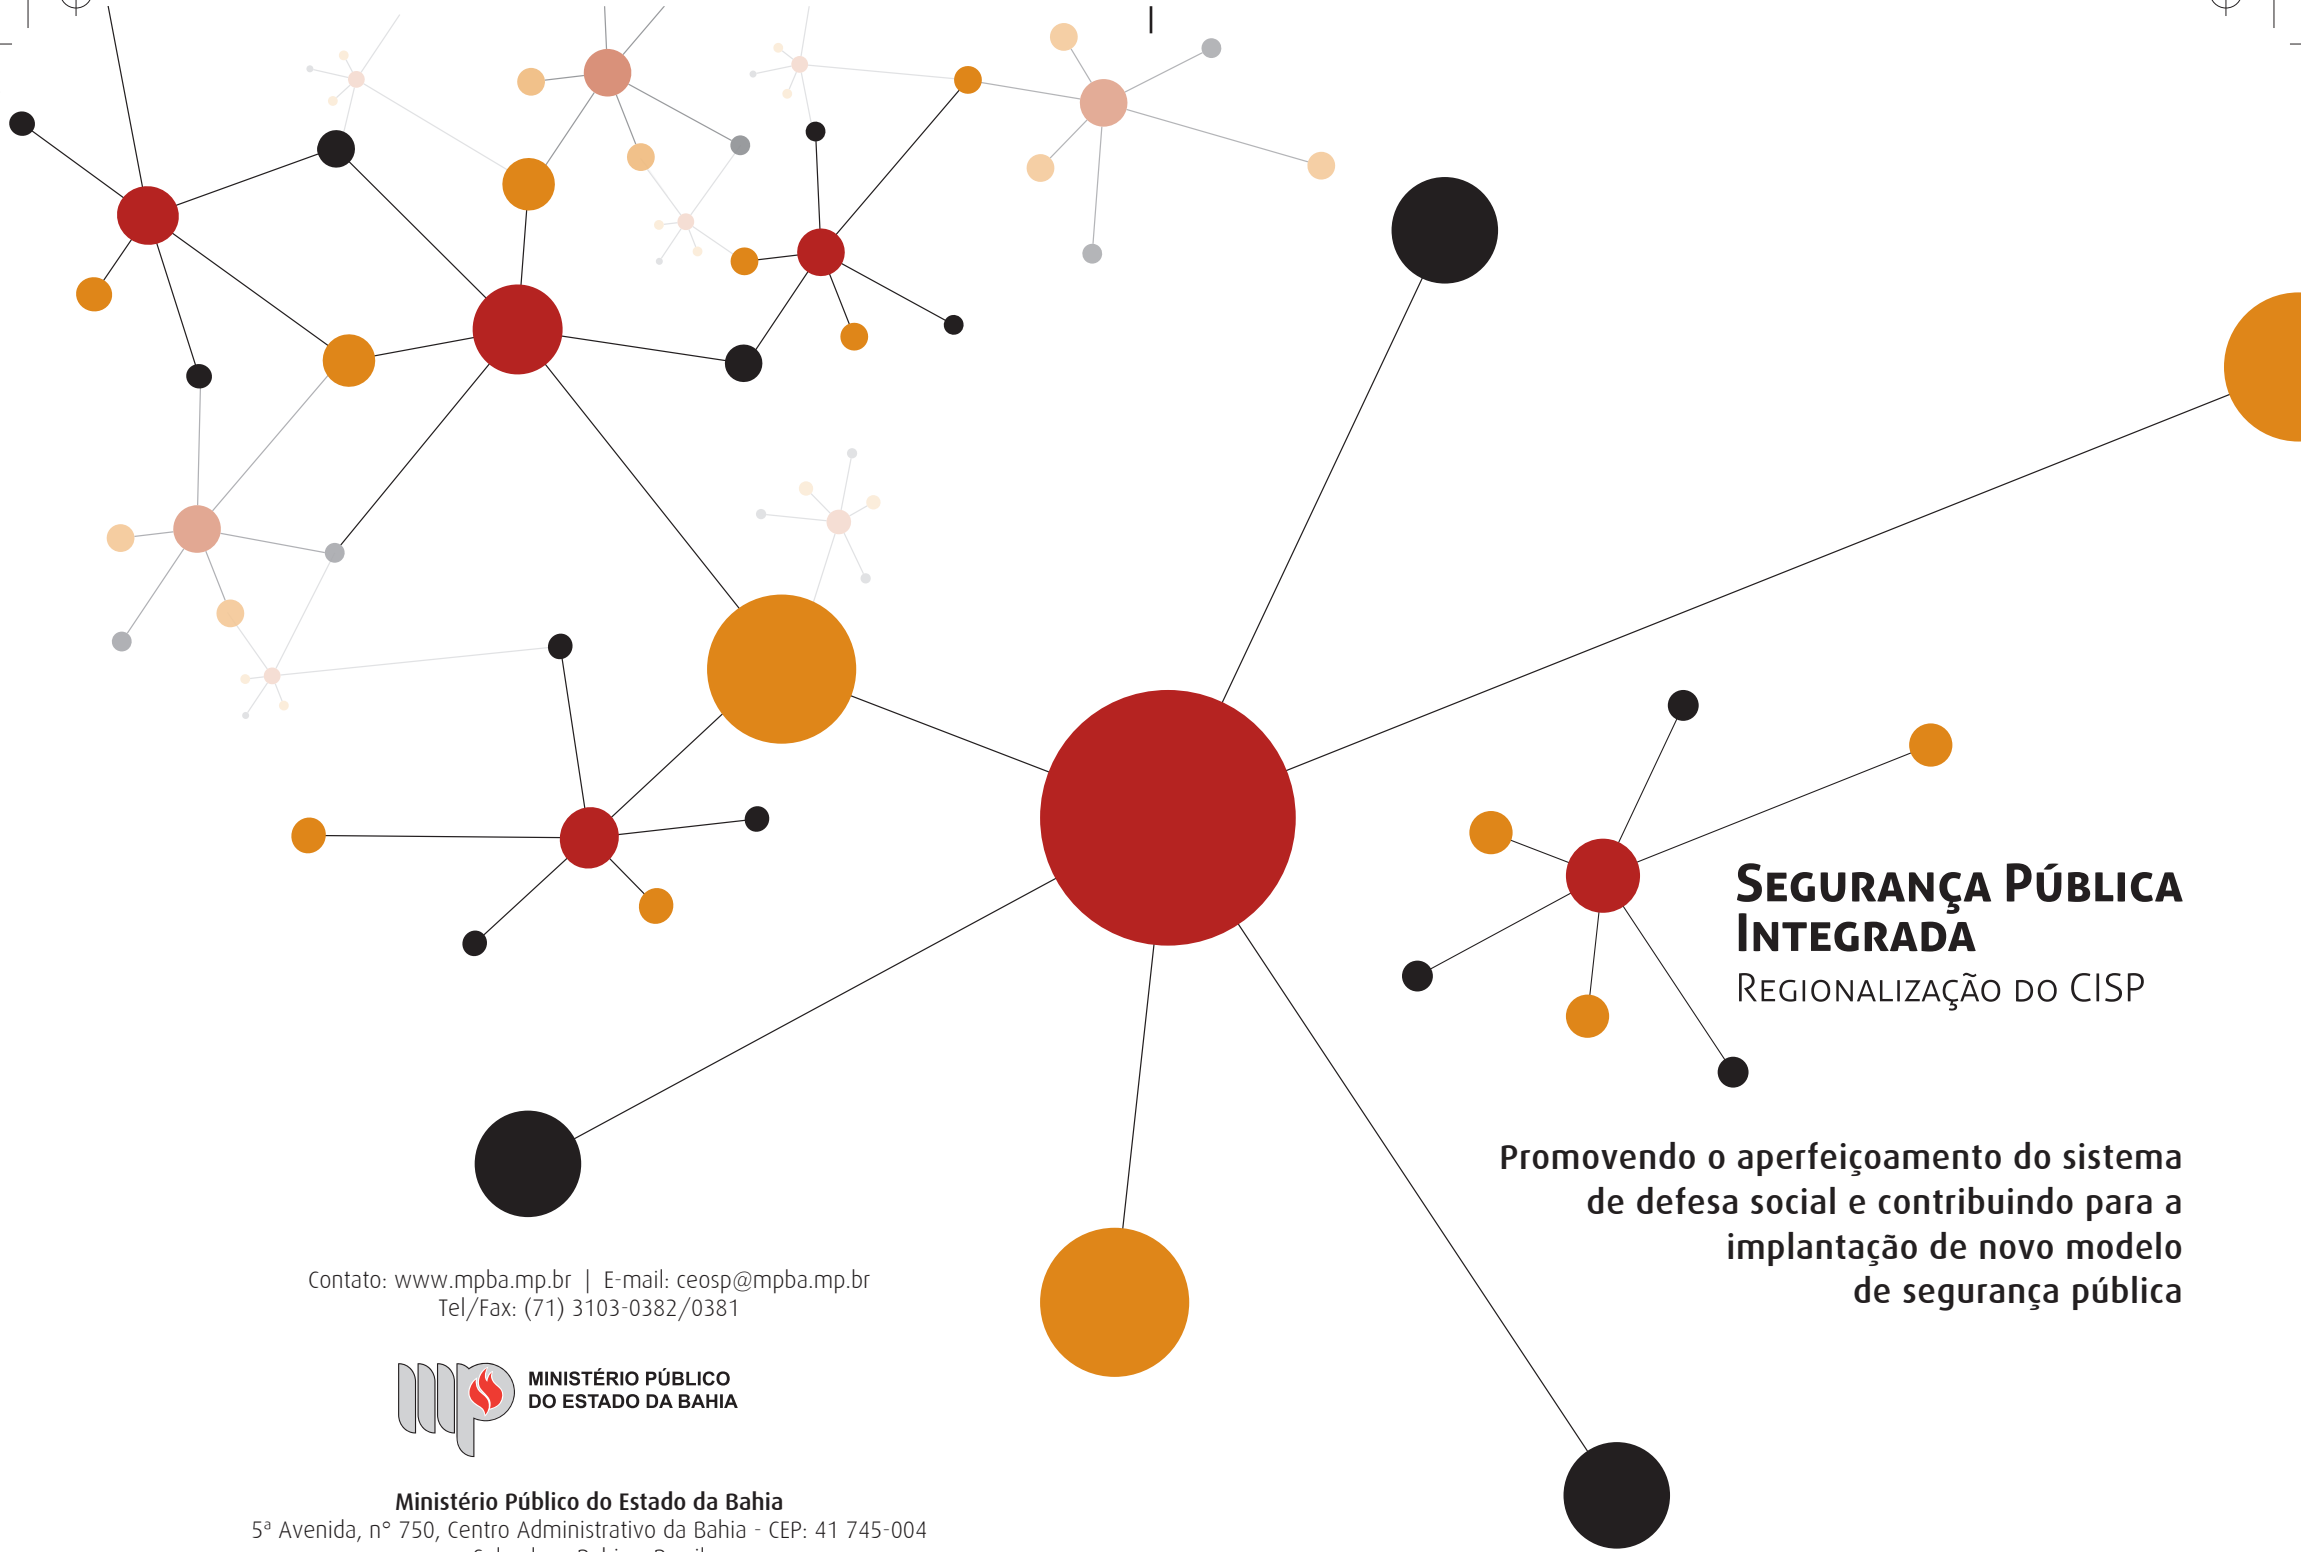 Segurança Pública
Integrada
Regionalização do CISP
Promovendo o aperfeiçoamento do sistema
de defesa social e contribuindo para a
implantação de novo modelo
de segurança pública
Contato: www.mpba.mp.br | E-mail: ceosp@mpba.mp.br
Tel/Fax: (71) 3103-0382/0381
mp
MINISTÉRIO PÚBLICO
DO ESTADO DA BAHIA
Ministério Público do Estado da Bahia
5ª Avenida, n° 750, Centro Administrativo da Bahia - CEP: 41 745-004